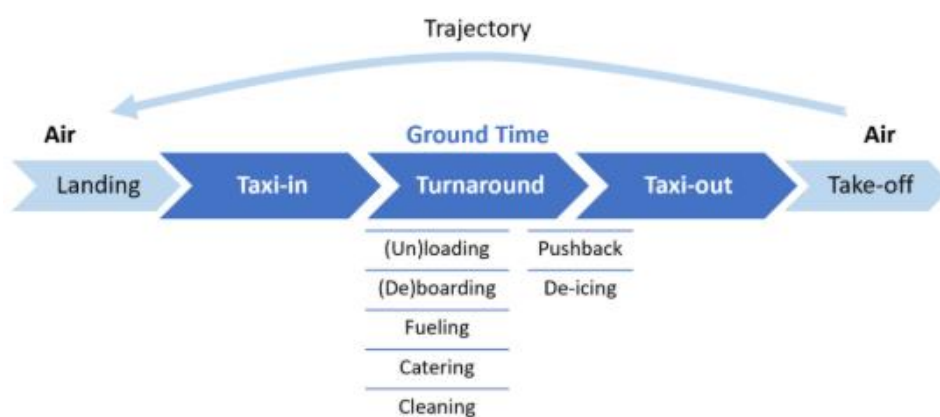 Trajectory
Air Ground Time Air
Landing Taxi-in Turnaround Taxi-out Take-off
(Un)loading Pushback
(De)boarding De-icing
Fueling
Catering
Cleaning